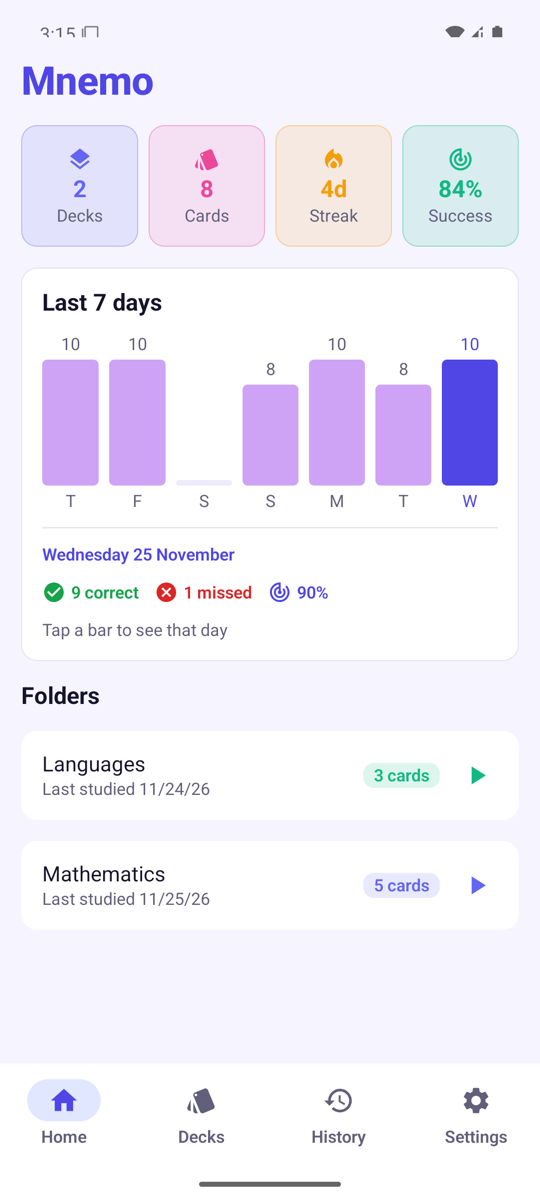 3:15
Mnemo
2 8 4d 84%
Decks Cards Streak Success
Last 7 days
10 10 8 10 8 10
T F S S M T W
Wednesday 25 November
9 correct 1 missed 90%
Tap a bar to see that day
Folders
Languages
Last studied 11/24/26
3 cards
Mathematics
Last studied 11/25/26
5 cards
Home Decks History Settings